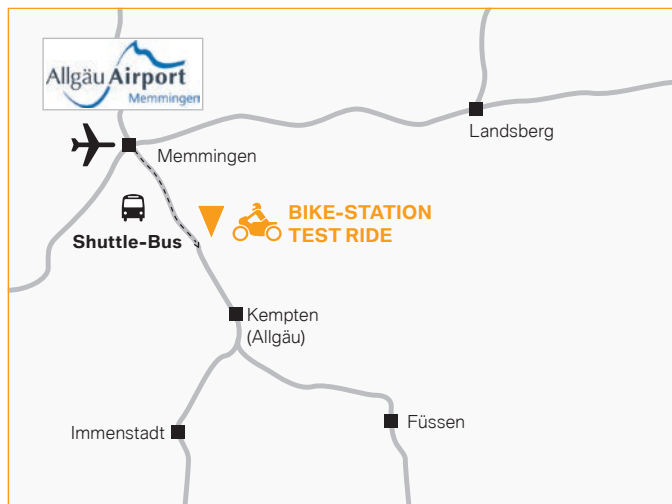 Allgäu Airport
Memmingen
Landsberg
Memmingen
BIKE-STATION
TEST RIDE
Shuttle-Bus
Kempten
(Allgäu)
Immenstadt
Füssen